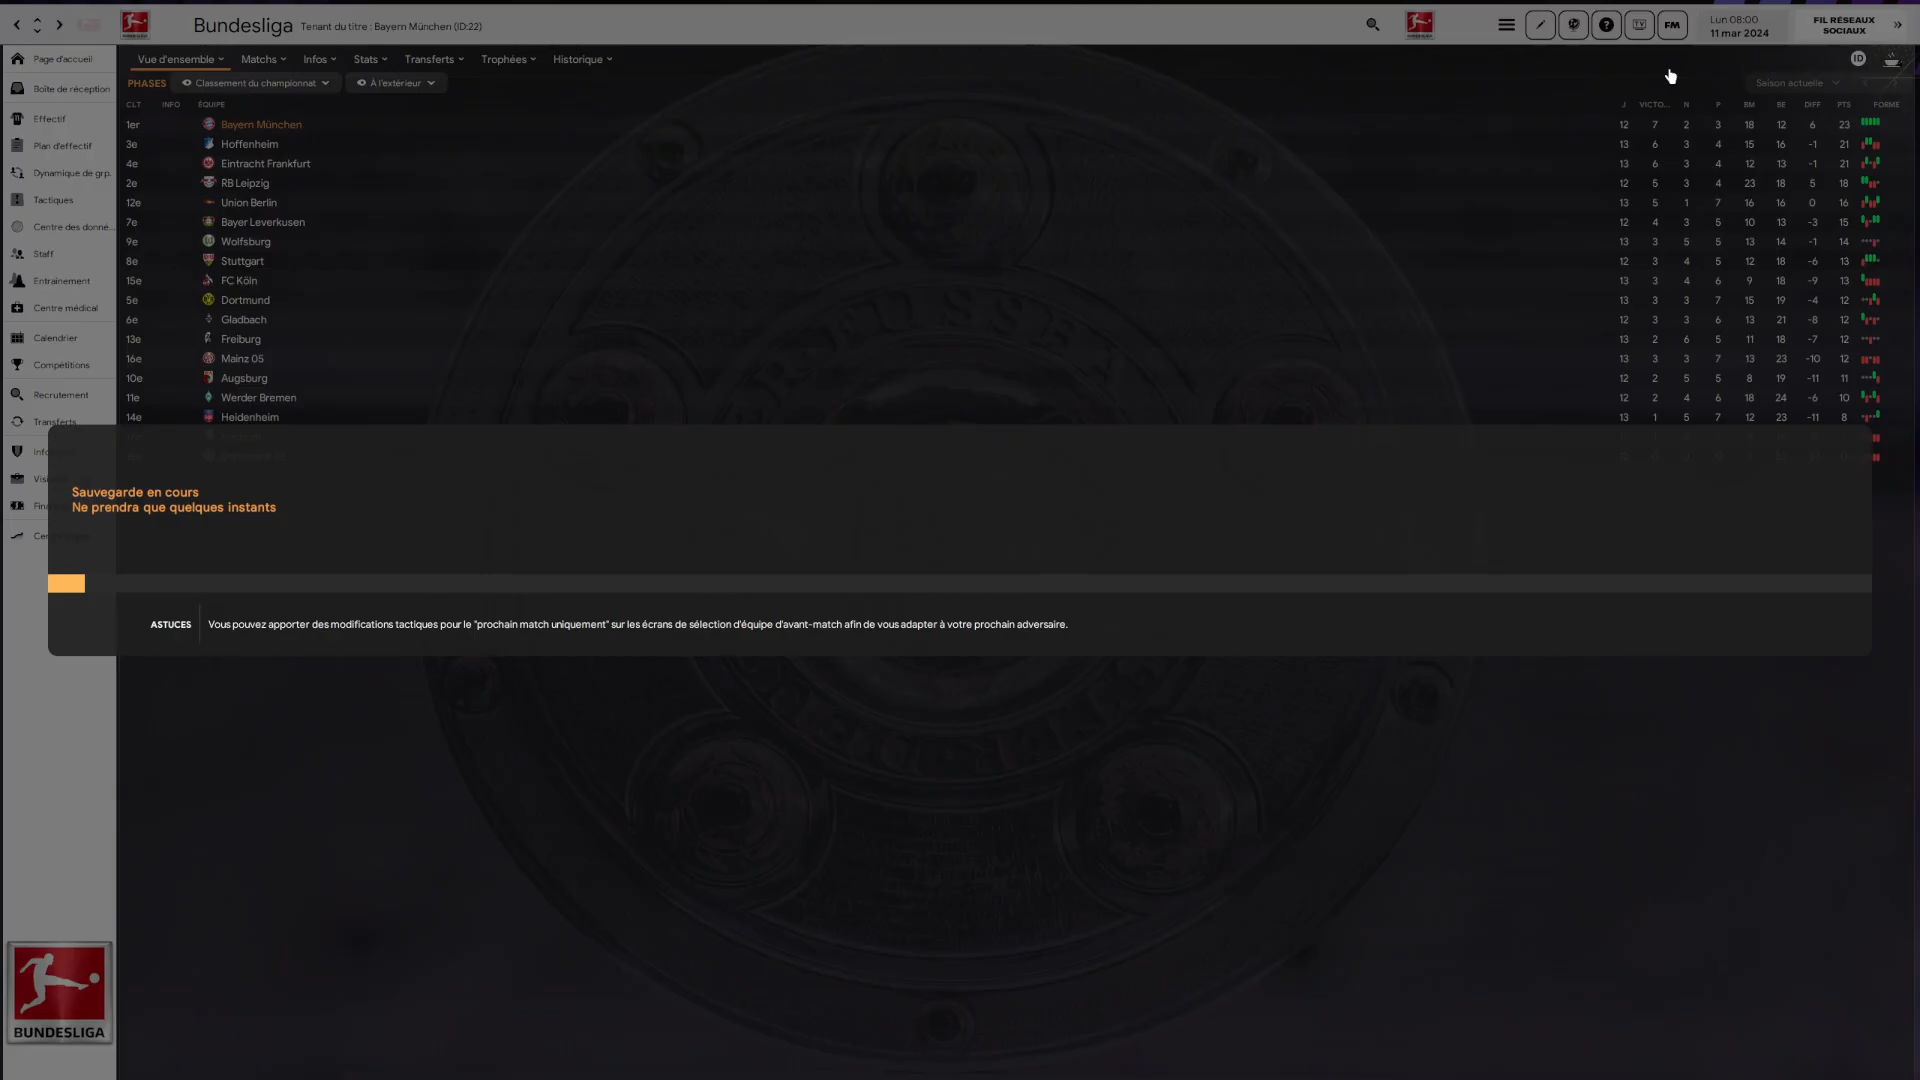 Bundesliga Tenant du titre : Bayern München (ID:22)
TV
FM
Lun 08:00
11 mar 2024
FIL RÉSEAUX
SOCIAUX
Page d'accueil
Boîte de réception
Effectif
Plan d'effectif
Dynamique de grp.
Tactiques
Centre des donné...
Staff
Entraînement
Centre médical
Calendrier
Compétitions
Recrutement
Transferts
Vue d'ensemble Matchs Infos Stats Transferts Trophées Historique
ID
PHASES Classement du championnat À l'extérieur Saison actuelle
CLT INFO ÉQUIPE J VICTO... N P BM BE DIFF PTS FORME
1er Bayern München 12 7 2 3 18 12 6 23
3e Hoffenheim 13 6 3 4 15 16 -1 21
4e Eintracht Frankfurt 13 6 3 4 12 13 -1 21
2e RB Leipzig 12 5 3 4 23 18 5 18
12e Union Berlin 13 5 1 7 16 16 0 16
7e Bayer Leverkusen 12 4 3 5 10 13 -3 15
9e Wolfsburg 13 3 5 5 13 14 -1 14
8e Stuttgart 12 3 4 5 12 18 -6 13
15e FC Köln 13 3 4 6 9 18 -9 13
5e Dortmund 13 3 3 7 15 19 -4 12
6e Gladbach 12 3 3 6 13 21 -8 12
13e Freiburg 13 2 6 5 11 18 -7 12
16e Mainz 05 13 3 3 7 13 23 -10 12
10e Augsburg 12 2 5 5 8 19 -11 11
11e Werder Bremen 12 2 4 6 18 24 -6 10
14e Heidenheim 13 1 5 7 12 23 -11 8
Sauvegarde en cours
Ne prendra que quelques instants
ASTUCES Vous pouvez apporter des modifications tactiques pour le "prochain match uniquement" sur les écrans de sélection d'équipe d'avant-match afin de vous adapter à votre prochain adversaire.
BUNDESLIGA